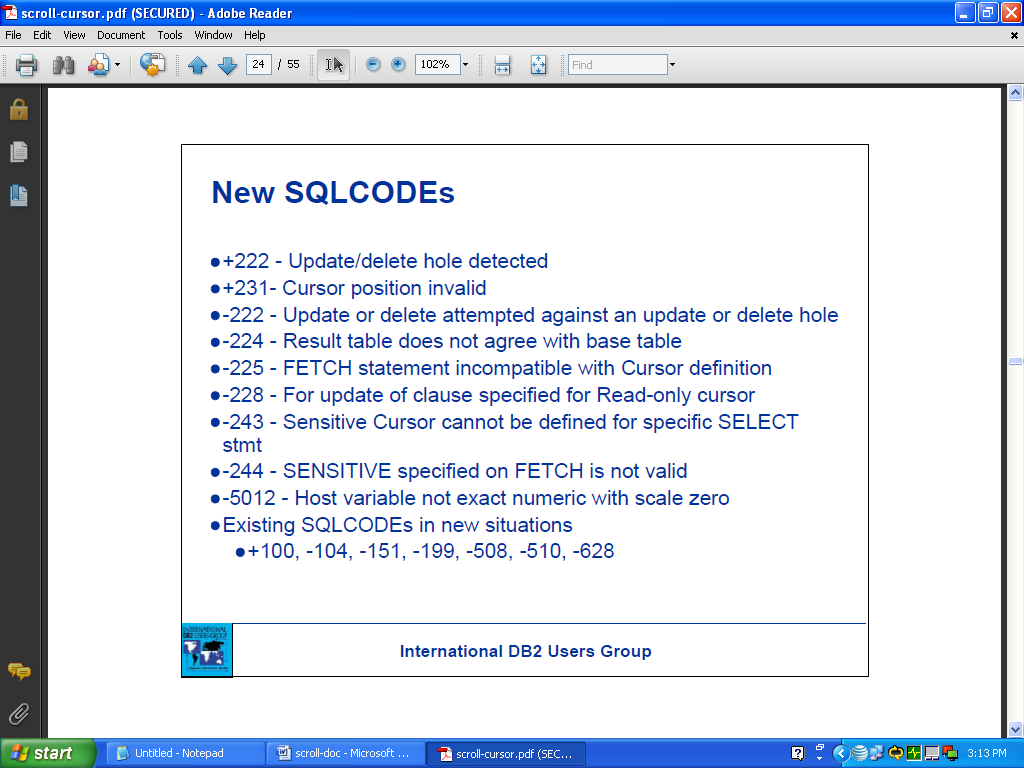 scroll-cursor.pdf (SECURED) - Adobe Reader
File Edit View Document Tools Window Help
24 / 55 102% Find
New SQLCODEs
●+222 - Update/delete hole detected
●+231- Cursor position invalid
●-222 - Update or delete attempted against an update or delete hole
●-224 - Result table does not agree with base table
●-225 - FETCH statement incompatible with Cursor definition
●-228 - For update of clause specified for Read-only cursor
●-243 - Sensitive Cursor cannot be defined for specific SELECT
stmt
●-244 - SENSITIVE specified on FETCH is not valid
●-5012 - Host variable not exact numeric with scale zero
●Existing SQLCODEs in new situations
●+100, -104, -151, -199, -508, -510, -628
INTERNATIONAL
DB2 USERS GROUP
International DB2 Users Group
start Untitled - Notepad scroll-doc - Microsoft ... scroll-cursor.pdf (SEC... 3:13 PM